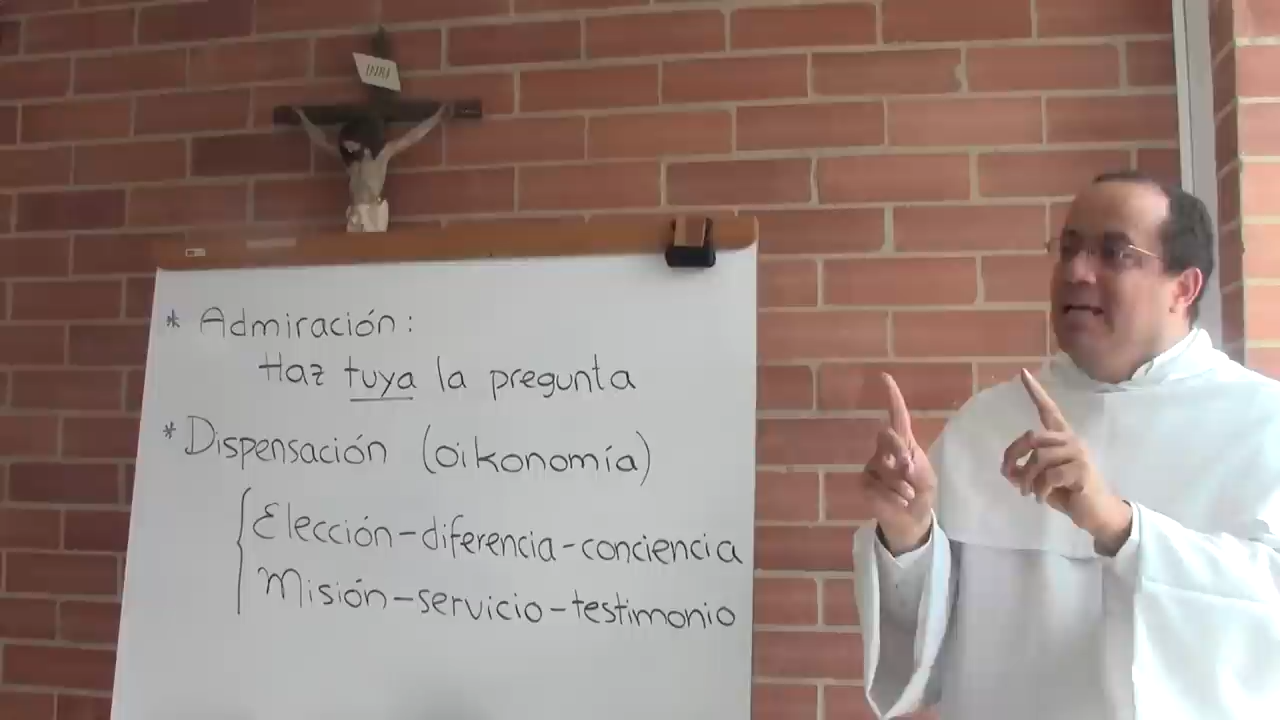 INRI
* Admiración:
Haz tuya la pregunta
* Dispensación (oikonomía)
Elección-diferencia-conciencia
Misión-servicio-testimonio